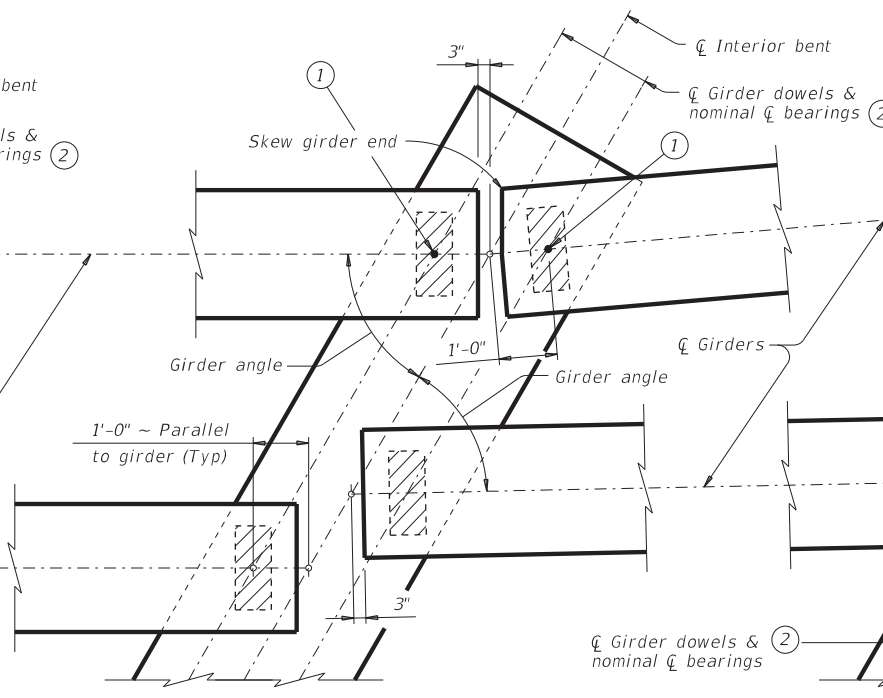 3"
℄ Interior bent
1
bent
℄ Girder dowels &
nominal ℄ bearings 2
ls &
rings 2
Skew girder end
1
1'-0"
℄ Girders
Girder angle
Girder angle
1'-0" ~ Parallel
to girder (Typ)
3"
℄ Girder dowels & 2
nominal ℄ bearings